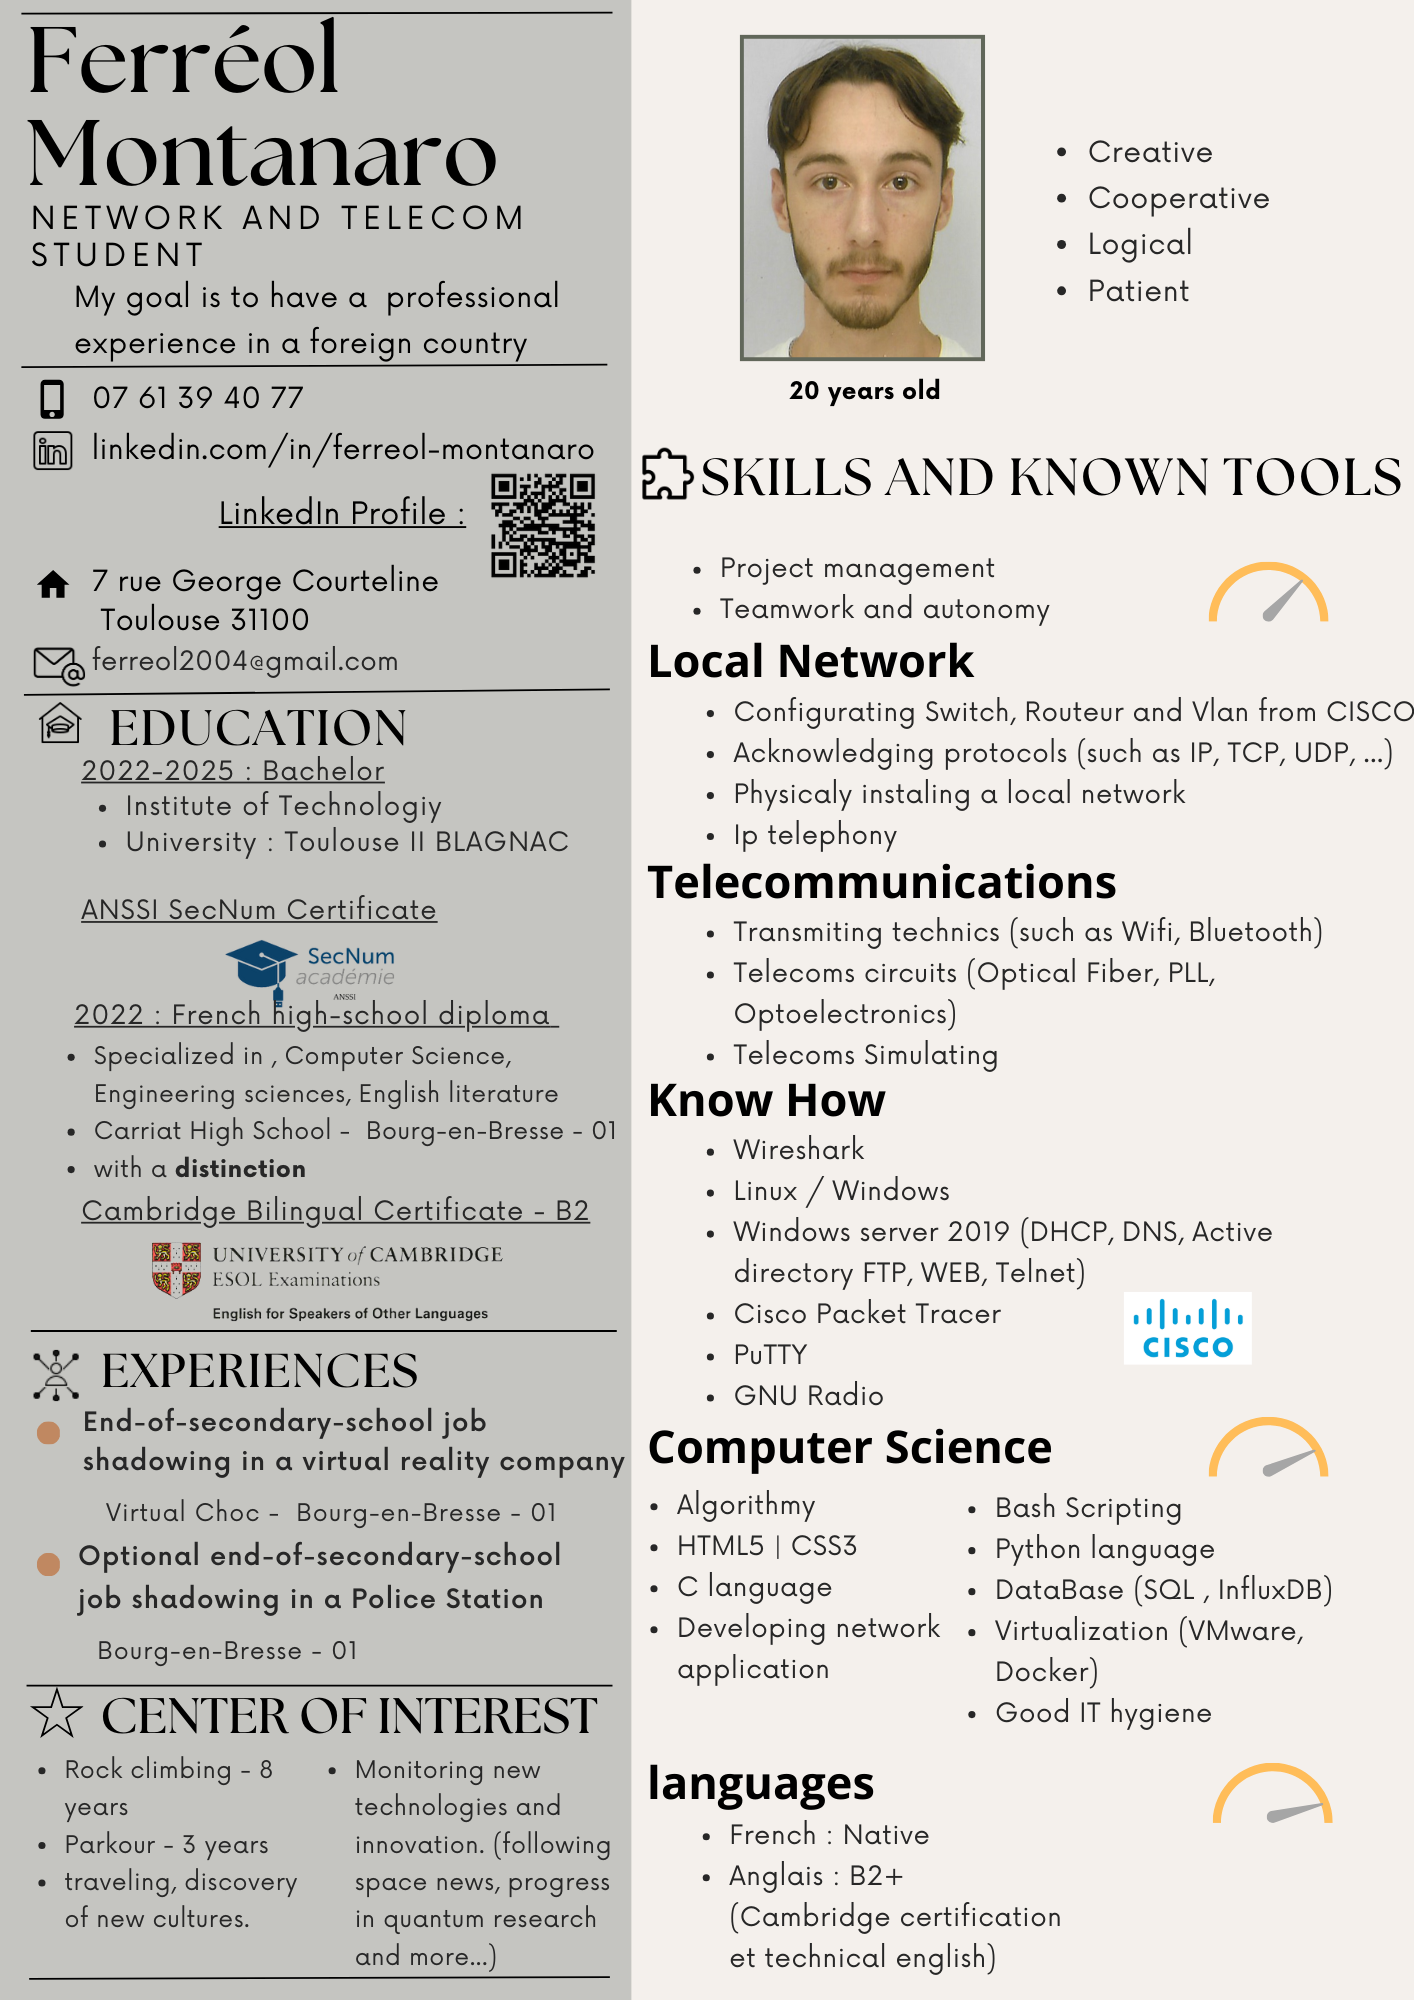 Ferréol
Montanaro
NETWORK AND TELECOM
STUDENT
My goal is to have a professional
experience in a foreign country
07 61 39 40 77
linkedin.com/in/ferreol-montanaro
LinkedIn Profile :
7 rue George Courteline
Toulouse 31100
ferreol2004@gmail.com
EDUCATION
2022-2025 : Bachelor
• Institute of Technologiy
• University : Toulouse II BLAGNAC
ANSSI SecNum Certificate
SecNum
académie
ANSSI
2022 : French high-school diploma
• Specialized in , Computer Science,
Engineering sciences, English literature
• Carriat High School - Bourg-en-Bresse - 01
• with a distinction
Cambridge Bilingual Certificate - B2
UNIVERSITY of CAMBRIDGE
ESOL Examinations
English for Speakers of Other Languages
EXPERIENCES
End-of-secondary-school job
shadowing in a virtual reality company
Virtual Choc - Bourg-en-Bresse - 01
Optional end-of-secondary-school
job shadowing in a Police Station
Bourg-en-Bresse - 01
CENTER OF INTEREST
• Rock climbing - 8
years
• Parkour - 3 years
• traveling, discovery
of new cultures.
• Monitoring new
technologies and
innovation. (following
space news, progress
in quantum research
and more...)
• Creative
• Cooperative
• Logical
• Patient
20 years old
SKILLS AND KNOWN TOOLS
• Project management
• Teamwork and autonomy
Local Network
• Configurating Switch, Routeur and Vlan from CISCO
• Acknowledging protocols (such as IP, TCP, UDP, ...)
• Physicaly instaling a local network
• Ip telephony
Telecommunications
• Transmiting technics (such as Wifi, Bluetooth)
• Telecoms circuits (Optical Fiber, PLL,
Optoelectronics)
• Telecoms Simulating
Know How
• Wireshark
• Linux / Windows
• Windows server 2019 (DHCP, DNS, Active
directory FTP, WEB, Telnet)
• Cisco Packet Tracer
• PuTTY
• GNU Radio
CISCO
Computer Science
• Algorithmy
• HTML5 | CSS3
• C language
• Developing network
application
• Bash Scripting
• Python language
• DataBase (SQL , InfluxDB)
• Virtualization (VMware,
Docker)
• Good IT hygiene
languages
• French : Native
• Anglais : B2+
(Cambridge certification
et technical english)